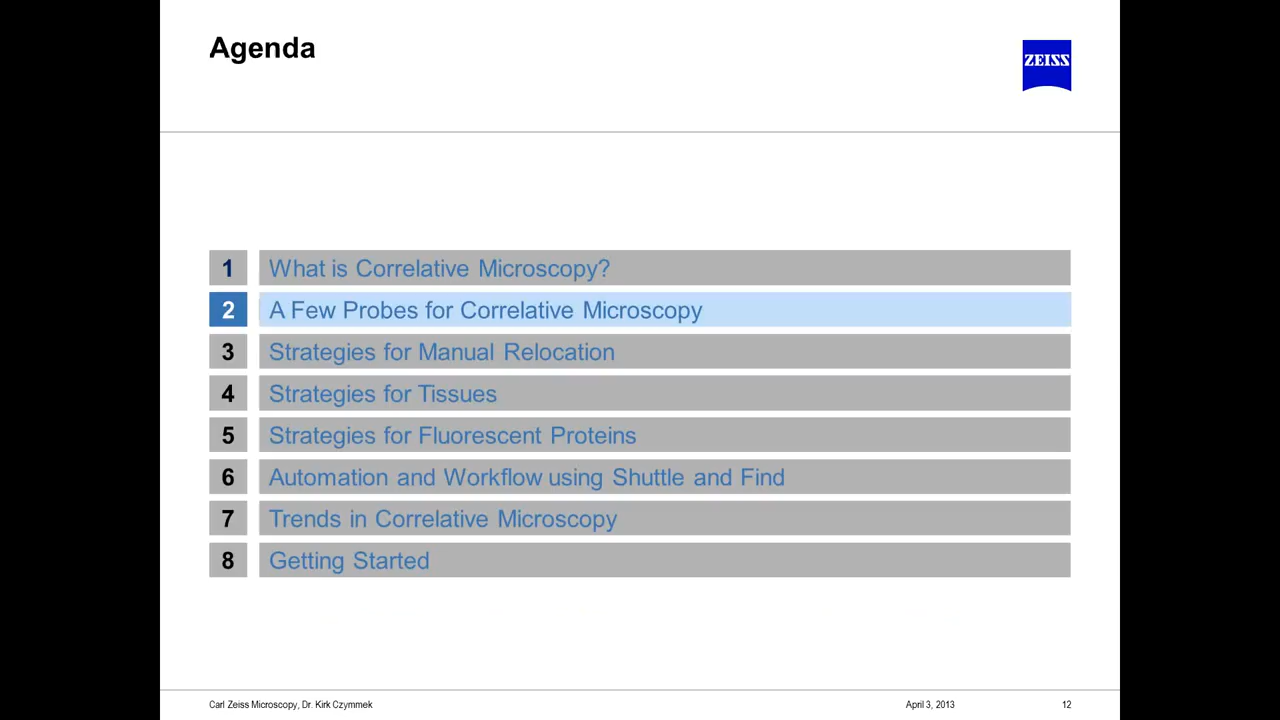 Agenda
ZEISS
1 What is Correlative Microscopy?
2 A Few Probes for Correlative Microscopy
3 Strategies for Manual Relocation
4 Strategies for Tissues
5 Strategies for Fluorescent Proteins
6 Automation and Workflow using Shuttle and Find
7 Trends in Correlative Microscopy
8 Getting Started
Carl Zeiss Microscopy, Dr. Kirk Czymmek April 3, 2013 12